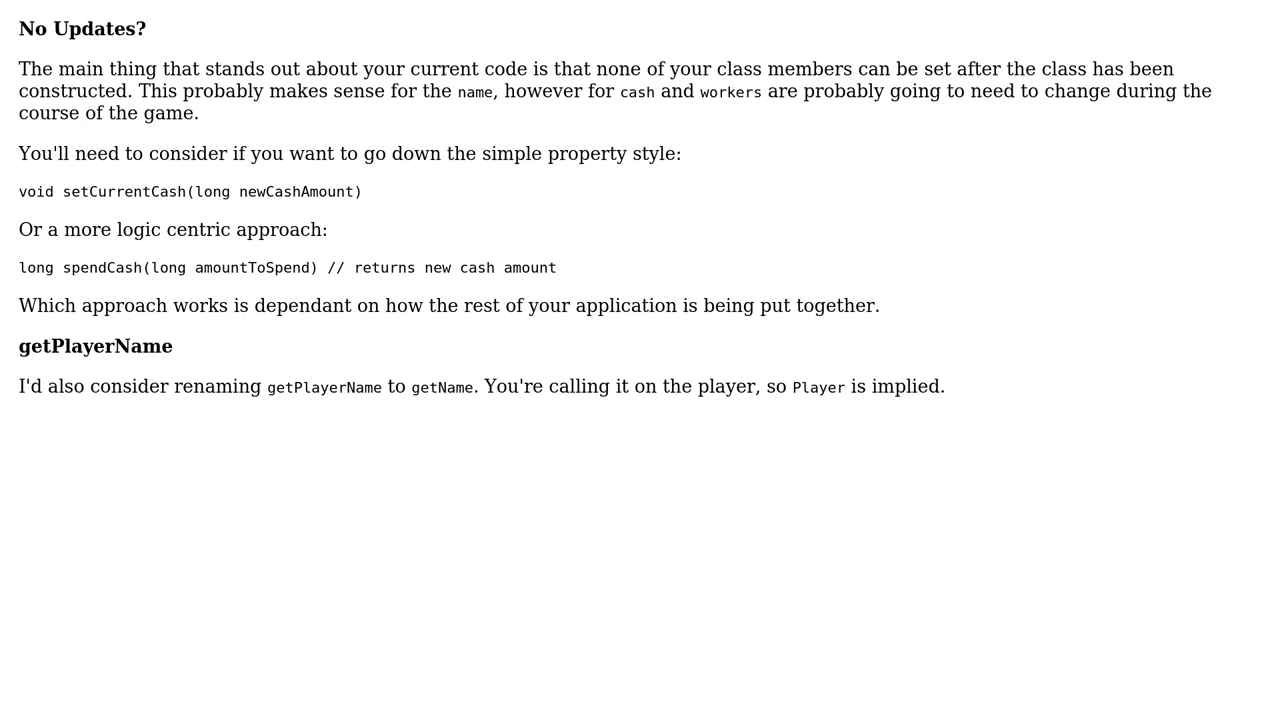 No Updates?
The main thing that stands out about your current code is that none of your class members can be set after the class has been
constructed. This probably makes sense for the name, however for cash and workers are probably going to need to change during the
course of the game.
You'll need to consider if you want to go down the simple property style:
void setCurrentCash(long newCashAmount)
Or a more logic centric approach:
long spendCash(long amountToSpend) // returns new cash amount
Which approach works is dependant on how the rest of your application is being put together.
getPlayerName
I'd also consider renaming getPlayerName to getName. You're calling it on the player, so Player is implied.